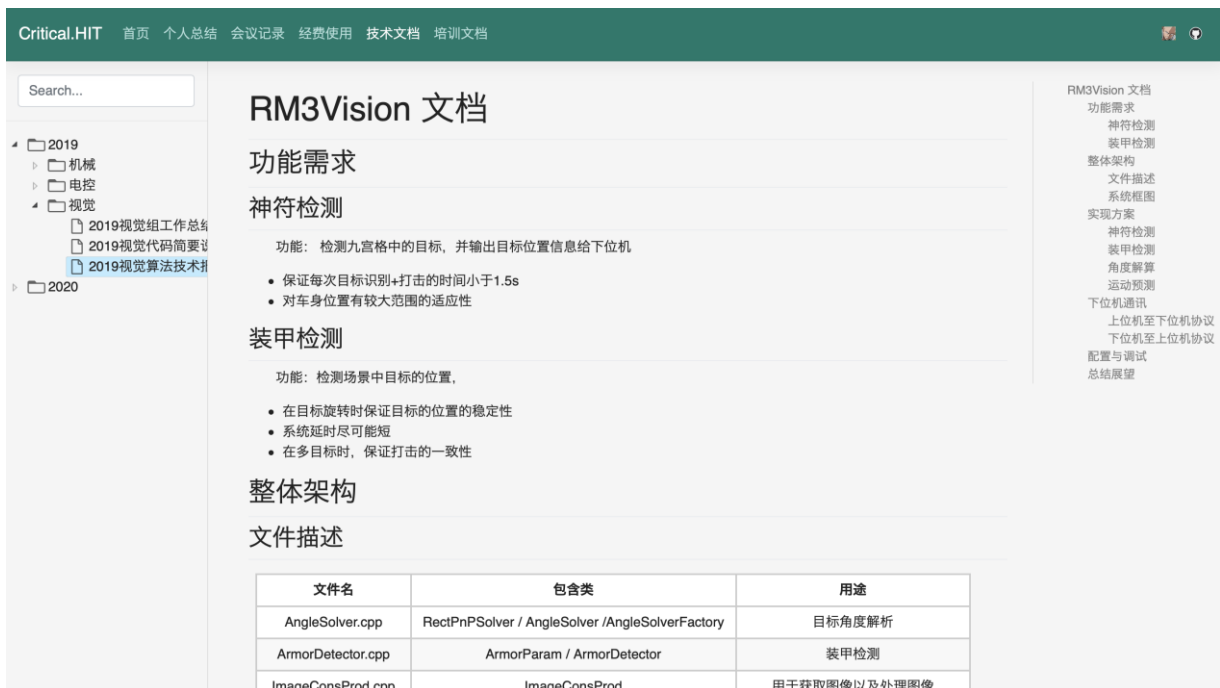 Critical.HIT 首页 个人总结 会议记录 经费使用 技术文档 培训文档
Search...
2019
机械
电控
视觉
2019视觉组工作总结
2019视觉代码简要
2019视觉算法技术
2020
RM3Vision 文档
功能需求
神符检测
功能： 检测九宫格中的目标，并输出目标位置信息给下位机
保证每次目标识别+打击的时间小于1.5s
对车身位置有较大范围的适应性
装甲检测
功能：检测场景中目标的位置，
在目标旋转时保证目标的位置的稳定性
系统延时尽可能短
在多目标时，保证打击的一致性
整体架构
文件描述
文件名 包含类 用途
AngleSolver.cpp RectPnPSolver / AngleSolver /AngleSolverFactory 目标角度解析
ArmorDetector.cpp ArmorParam / ArmorDetector 装甲检测
ImageConsProd.cpp ImageConsProd 用于获取图像以及处理图像
RM3Vision 文档
功能需求
神符检测
装甲检测
整体架构
文件描述
系统框图
实现方案
神符检测
装甲检测
角度解算
运动预测
下位机通讯
上位机至下位机协议
下位机至上位机协议
配置与调试
总结展望